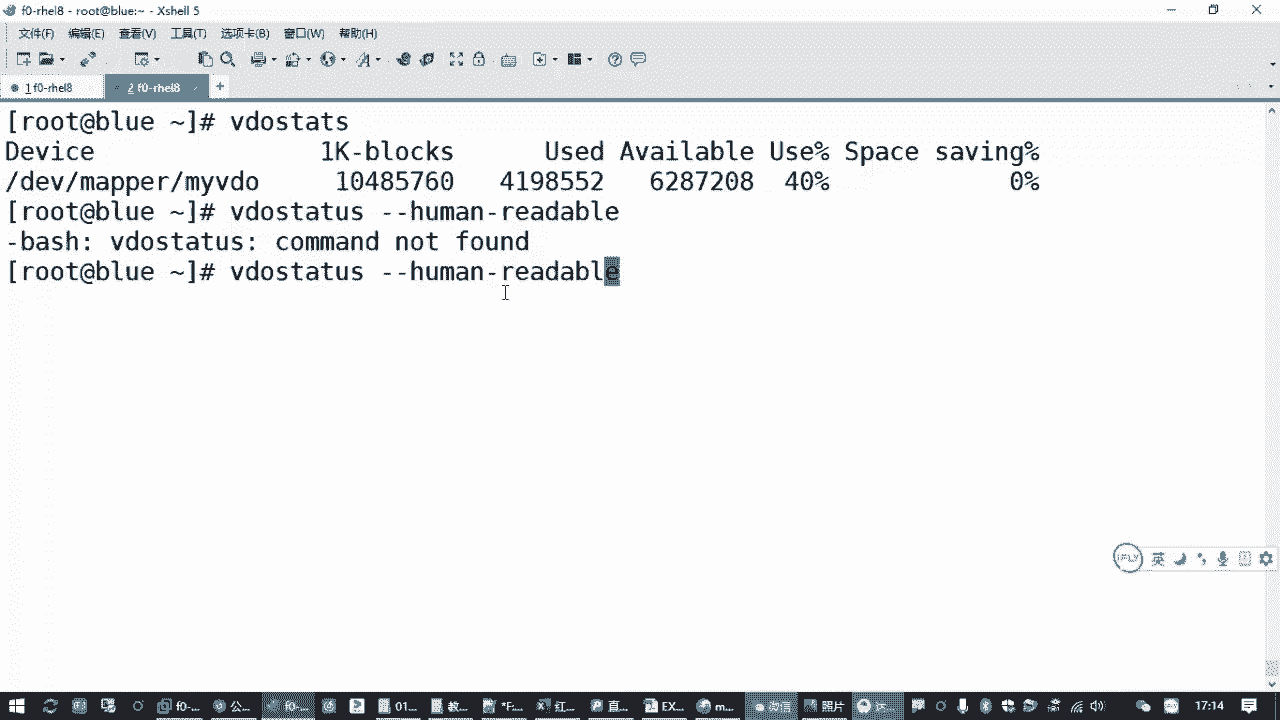 f0-rhel8 - root@blue:~ - Xshell 5
文件(F) 编辑(E) 查看(V) 工具(T) 选项卡(B) 窗口(W) 帮助(H)
1 f0-rhel8 2 f0-rhel8 +
[root@blue ~]# vdostats
Device 1K-blocks Used Available Use% Space saving%
/dev/mapper/myvdo 10485760 4198552 6287208 40% 0%
[root@blue ~]# vdostatus --human-readable
-bash: vdostatus: command not found
[root@blue ~]# vdostatus --human-readable
iFLY 英
f0-... 公... f0-... 01... 教... *F... 红... 直... EX... m... 微信 照片 17:14